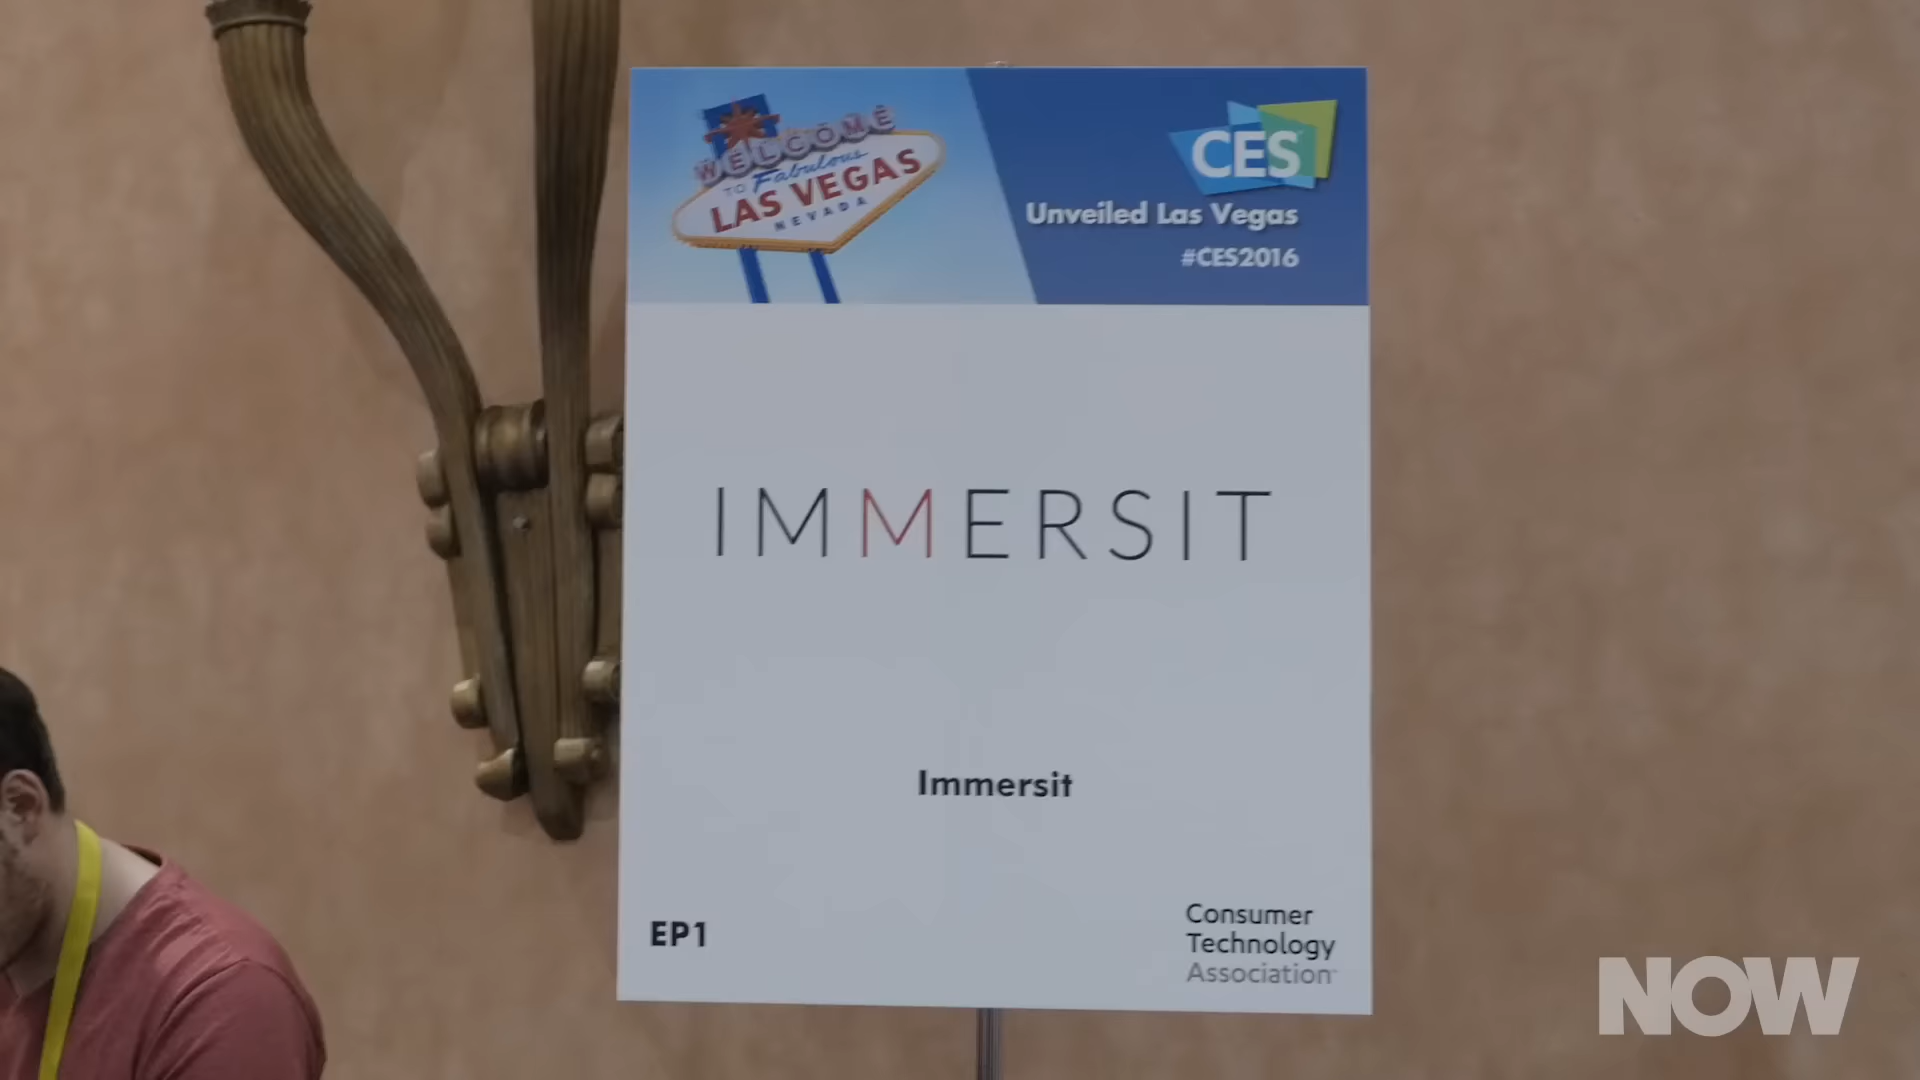 WELCOME
TO Fabulous
LAS VEGAS
NEVADA
CES
Unveiled Las Vegas
#CES2016
IMMERSIT
Immersit
EP1
Consumer
Technology
Association
NOW